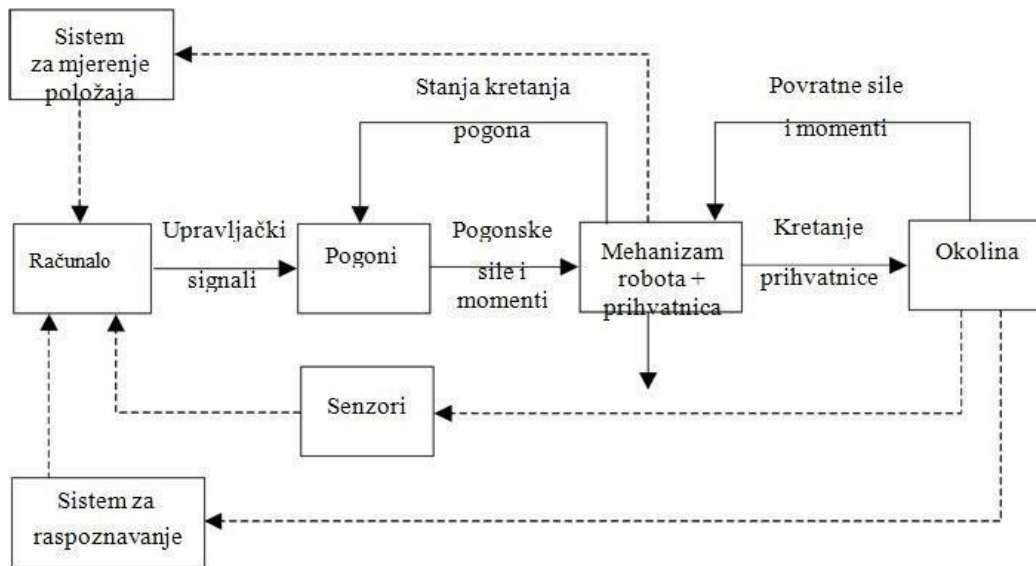 Sistem
za mjerenje
položaja
Stanja kretanja
pogona
Povratne sile
i momenti
Računalo
Upravljački
signali
Pogoni
Pogonske
sile i
momenti
Mehanizam
robota +
prihvatnica
Kretanje
prihvatnice
Okolina
Senzori
Sistem za
raspoznavanje